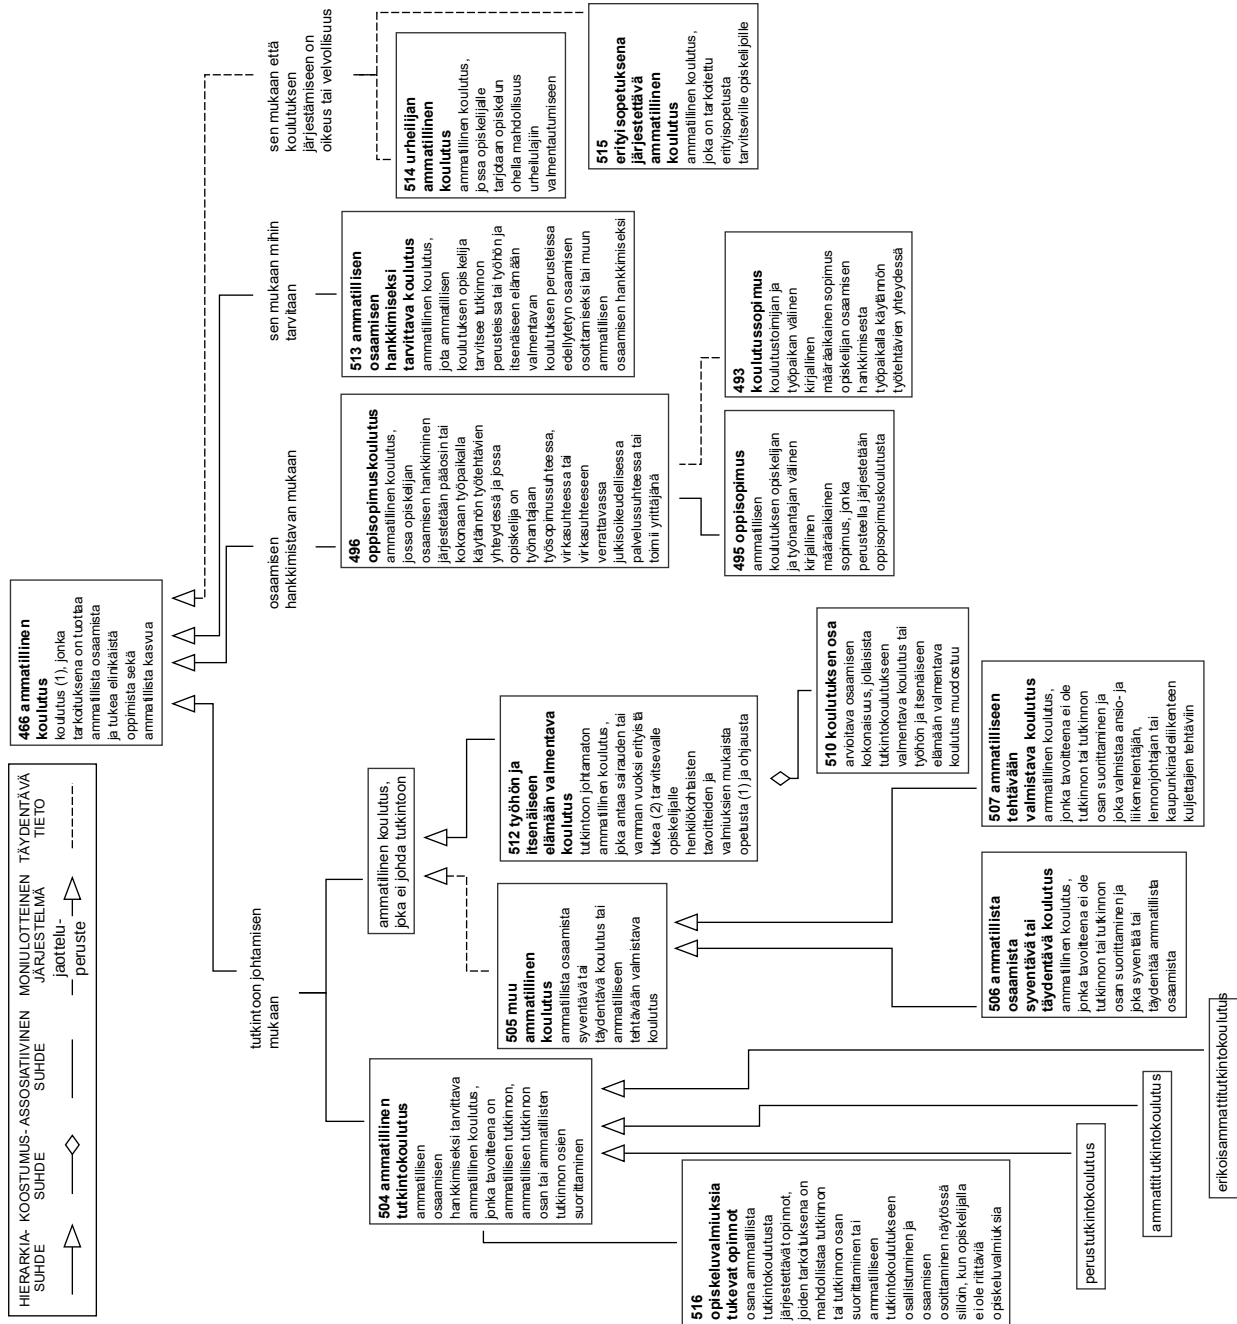 HIERARKIA-
SUHDE
KOOSTUMUS-
SUHDE
ASSOSIATIIVINEN
SUHDE
MONIULOTTEINEN
JÄRJESTELMÄ
jaottelu-
peruste
TÄYDENTÄVÄ
TIETO
466 ammatillinen
koulutus
koulutus (1), jonka
tarkoituksena on tuottaa
ammatillista osaamista
ja tukea elinikäistä
oppimista sekä
ammatillista kasvua
tutkintoon johtamisen
mukaan
osaamisen
hankkimistavan mukaan
sen mukaan mihin
tarvitaan
sen mukaan että
koulutuksen
järjestämiseen on
oikeus tai velvollisuus
504 ammatillinen
tutkintokoulutus
ammatillisen
osaamisen
hankkimiseksi tarvittava
ammatillinen koulutus,
jonka tavoitteena on
ammatillisen tutkinnon,
ammatillisen tutkinnon
osan tai ammatillisten
tutkinnon osien
suorittaminen
ammatillinen koulutus,
joka ei johda tutkintoon
505 muu
ammatillinen
koulutus
ammatillista osaamista
syventävä tai
täydentävä koulutus tai
ammatilliseen
tehtävään valmistava
koulutus
512 työhön ja
itsenäiseen
elämään valmentava
koulutus
tutkintoon johtamaton
ammatillinen koulutus,
joka antaa sairauden tai
vamman vuoksi erityistä
tukea (2) tarvitsevalle
opiskelijalle
henkilökohtaisten
tavoitteiden ja
valmiuksien mukaista
opetusta (1) ja ohjausta
496
oppisopimuskoulutus
ammatillinen koulutus,
jossa opiskelijan
osaamisen hankkiminen
järjestetään pääosin tai
kokonaan työpaikalla
käytännön työtehtävien
yhteydessä ja jossa
opiskelija on
työnantajaan
työsopimussuhteessa,
virkasuhteessa tai
virkasuhteeseen
verrattavassa
julkisoikeudellisessa
palvelussuhteessa tai
toimii yrittäjänä
513 ammatillisen
osaamisen
hankkimiseksi
tarvittava koulutus
ammatillinen koulutus,
jota ammatillisen
koulutuksen opiskelija
tarvitsee tutkinnon
perusteissa tai työhön ja
itsenäiseen elämään
valmentavan
koulutuksen perusteissa
edellytetyn osaamisen
osoittamiseksi tai muun
ammatillisen
osaamisen hankkimiseksi
514 urheilijan
ammatillinen
koulutus
ammatillinen koulutus,
jossa opiskelijalle
tarjotaan opiskelun
ohella mahdollisuus
urheilulajiin
valmentautumiseen
515
erityisopetuksena
järjestettävä
ammatillinen
koulutus
ammatillinen koulutus,
joka on tarkoitettu
erityisopetusta
tarvitseville opiskelijoille
516
opiskeluvalmiuksia
tukevat opinnot
osana ammatillista
tutkintokoulutusta
järjestettävät opinnot,
joiden tarkoituksena on
mahdollistaa tutkinnon
tai tutkinnon osan
suorittaminen tai
ammatilliseen
tutkintokoulutukseen
osallistuminen ja
osaamisen
osoittaminen näytössä
silloin, kun opiskelijalla
ei ole riittäviä
opiskeluvalmiuksia
perustutkintokoulutus
ammattitutkintokoulutus
erikoisammattitutkintokoulutus
506 ammatillista
osaamista
syventävä tai
täydentävä koulutus
ammatillinen koulutus,
jonka tavoitteena ei ole
tutkinnon tai tutkinnon
osan suorittaminen ja
joka syventää tai
täydentää ammatillista
osaamista
507 ammatilliseen
tehtävään
valmistava koulutus
ammatillinen koulutus,
jonka tavoitteena ei ole
tutkinnon tai tutkinnon
osan suorittaminen ja
joka valmistaa ansio- ja
liikennelentäjän,
lennonjohtajan tai
kaupunkiraideliikenteen
kuljettajien tehtäviin
510 koulutuksen osa
arvioitava osaamisen
kokonaisuus, jollaisista
tutkintokoulutukseen
valmentava koulutus tai
työhön ja itsenäiseen
elämään valmentava
koulutus muodostuu
495 oppisopimus
ammatillisen
koulutuksen opiskelijan
ja työnantajan välinen
kirjallinen
määräaikainen
sopimus, jonka
perusteella järjestetään
oppisopimuskoulutusta
493
koulutussopimus
koulutustoimijan ja
työpaikan välinen
kirjallinen
määräaikainen sopimus
opiskelijan osaamisen
hankkimisesta
työpaikalla käytännön
työtehtävien yhteydessä